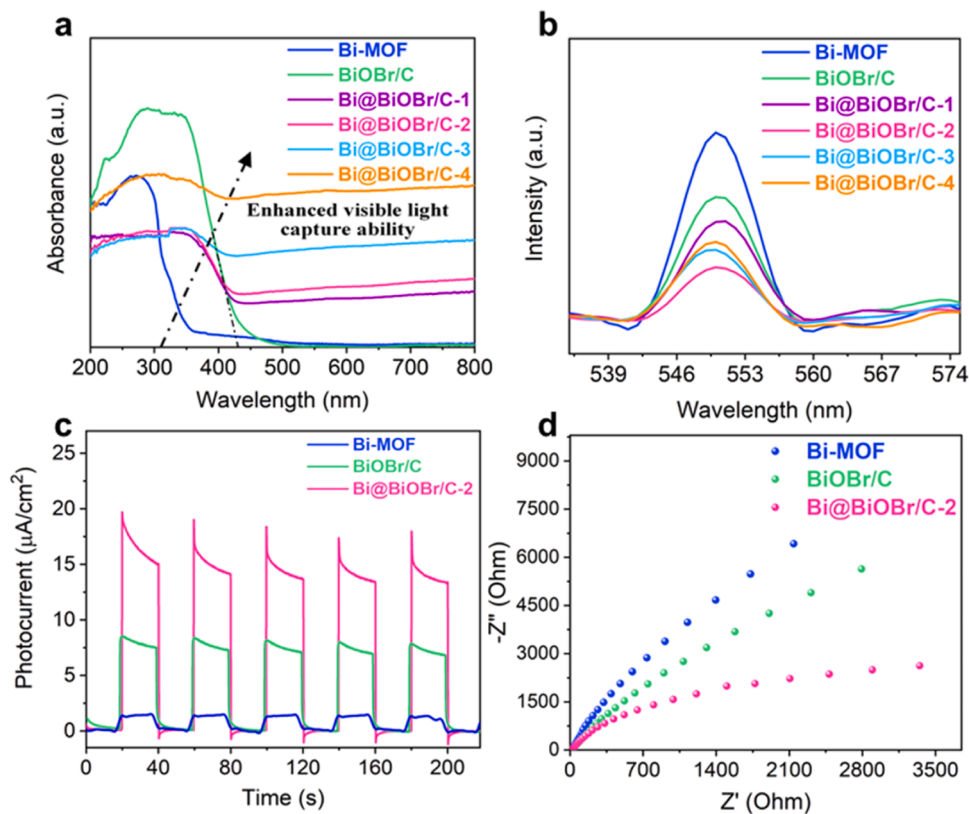 a
Bi-MOF
BiOBr/C
Bi@BiOBr/C-1
Bi@BiOBr/C-2
Bi@BiOBr/C-3
Bi@BiOBr/C-4
Enhanced visible light
capture ability
Absorbance (a.u.)
200 300 400 500 600 700 800
Wavelength (nm)
b
Bi-MOF
BiOBr/C
Bi@BiOBr/C-1
Bi@BiOBr/C-2
Bi@BiOBr/C-3
Bi@BiOBr/C-4
Intensity (a.u.)
539 546 553 560 567 574
Wavelength (nm)
c
Bi-MOF
BiOBr/C
Bi@BiOBr/C-2
Photocurrent (μA/cm²)
25
20
15
10
5
0
0 40 80 120 160 200
Time (s)
d
Bi-MOF
BiOBr/C
Bi@BiOBr/C-2
-Z" (Ohm)
9000
7500
6000
4500
3000
1500
0
0 700 1400 2100 2800 3500
Z' (Ohm)